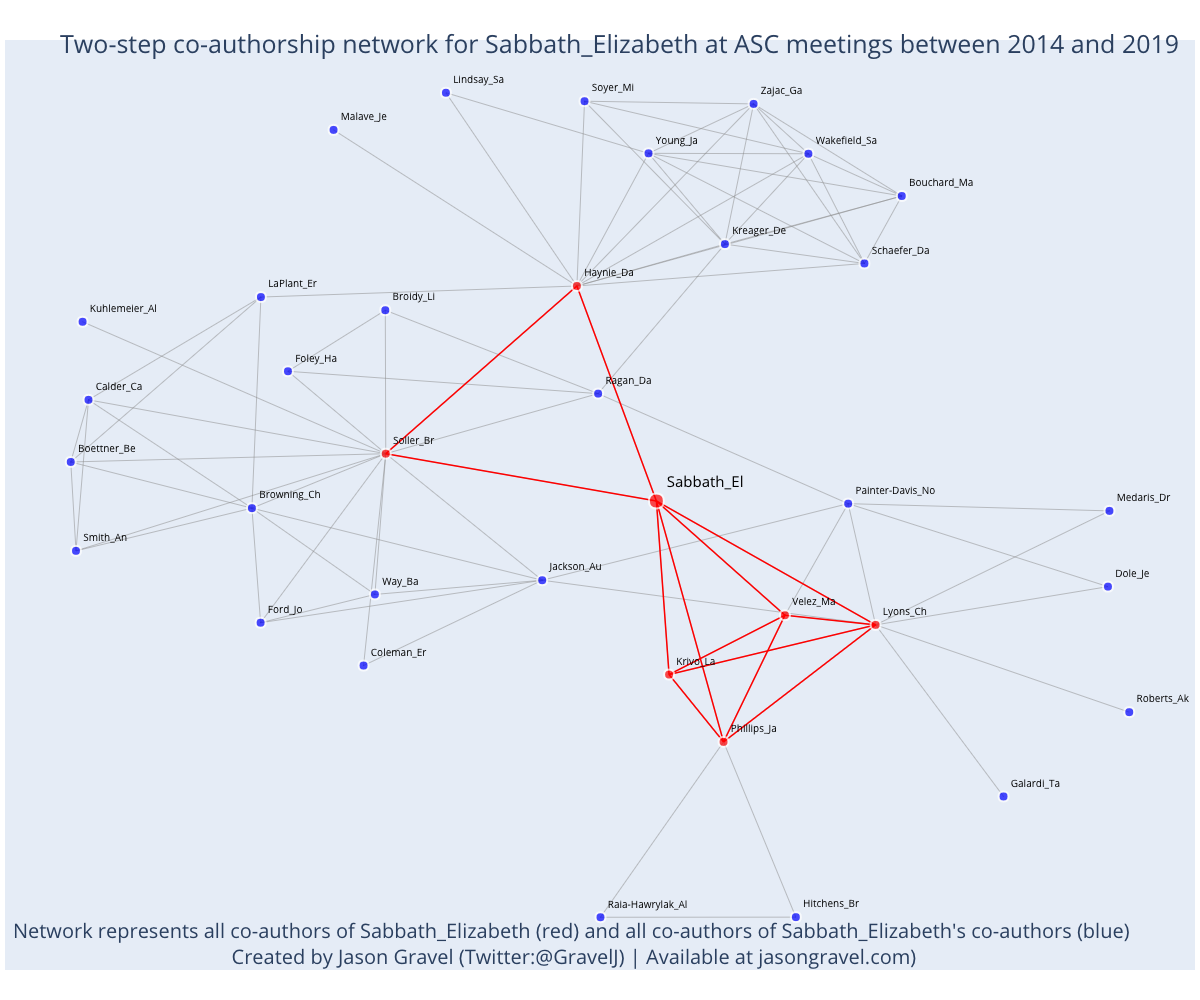 Two-step co-authorship network for Sabbath_Elizabeth at ASC meetings between 2014 and 2019
Lindsay_Sa
Soyer_Mi
Zajac_Ga
Malave_Je
Young_Ja
Wakefield_Sa
Bouchard_Ma
Kreager_De
Schaefer_Da
Haynie_Da
LaPlant_Er
Broidy_Li
Kuhlemeier_Al
Foley_Ha
Ragan_Da
Calder_Ca
Soller_Br
Boettner_Be
Sabbath_El
Browning_Ch
Painter-Davis_No
Medaris_Dr
Smith_An
Jackson_Au
Way_Ba
Dole_Je
Ford_Jo
Velez_Ma
Lyons_Ch
Coleman_Er
Krivo_La
Roberts_Ak
Phillips_Ja
Galardi_Ta
Raia-Hawrylak_Al
Hitchens_Br
Network represents all co-authors of Sabbath_Elizabeth (red) and all co-authors of Sabbath_Elizabeth's co-authors (blue)
Created by Jason Gravel (Twitter:@GravelJ) | Available at jasongravel.com)